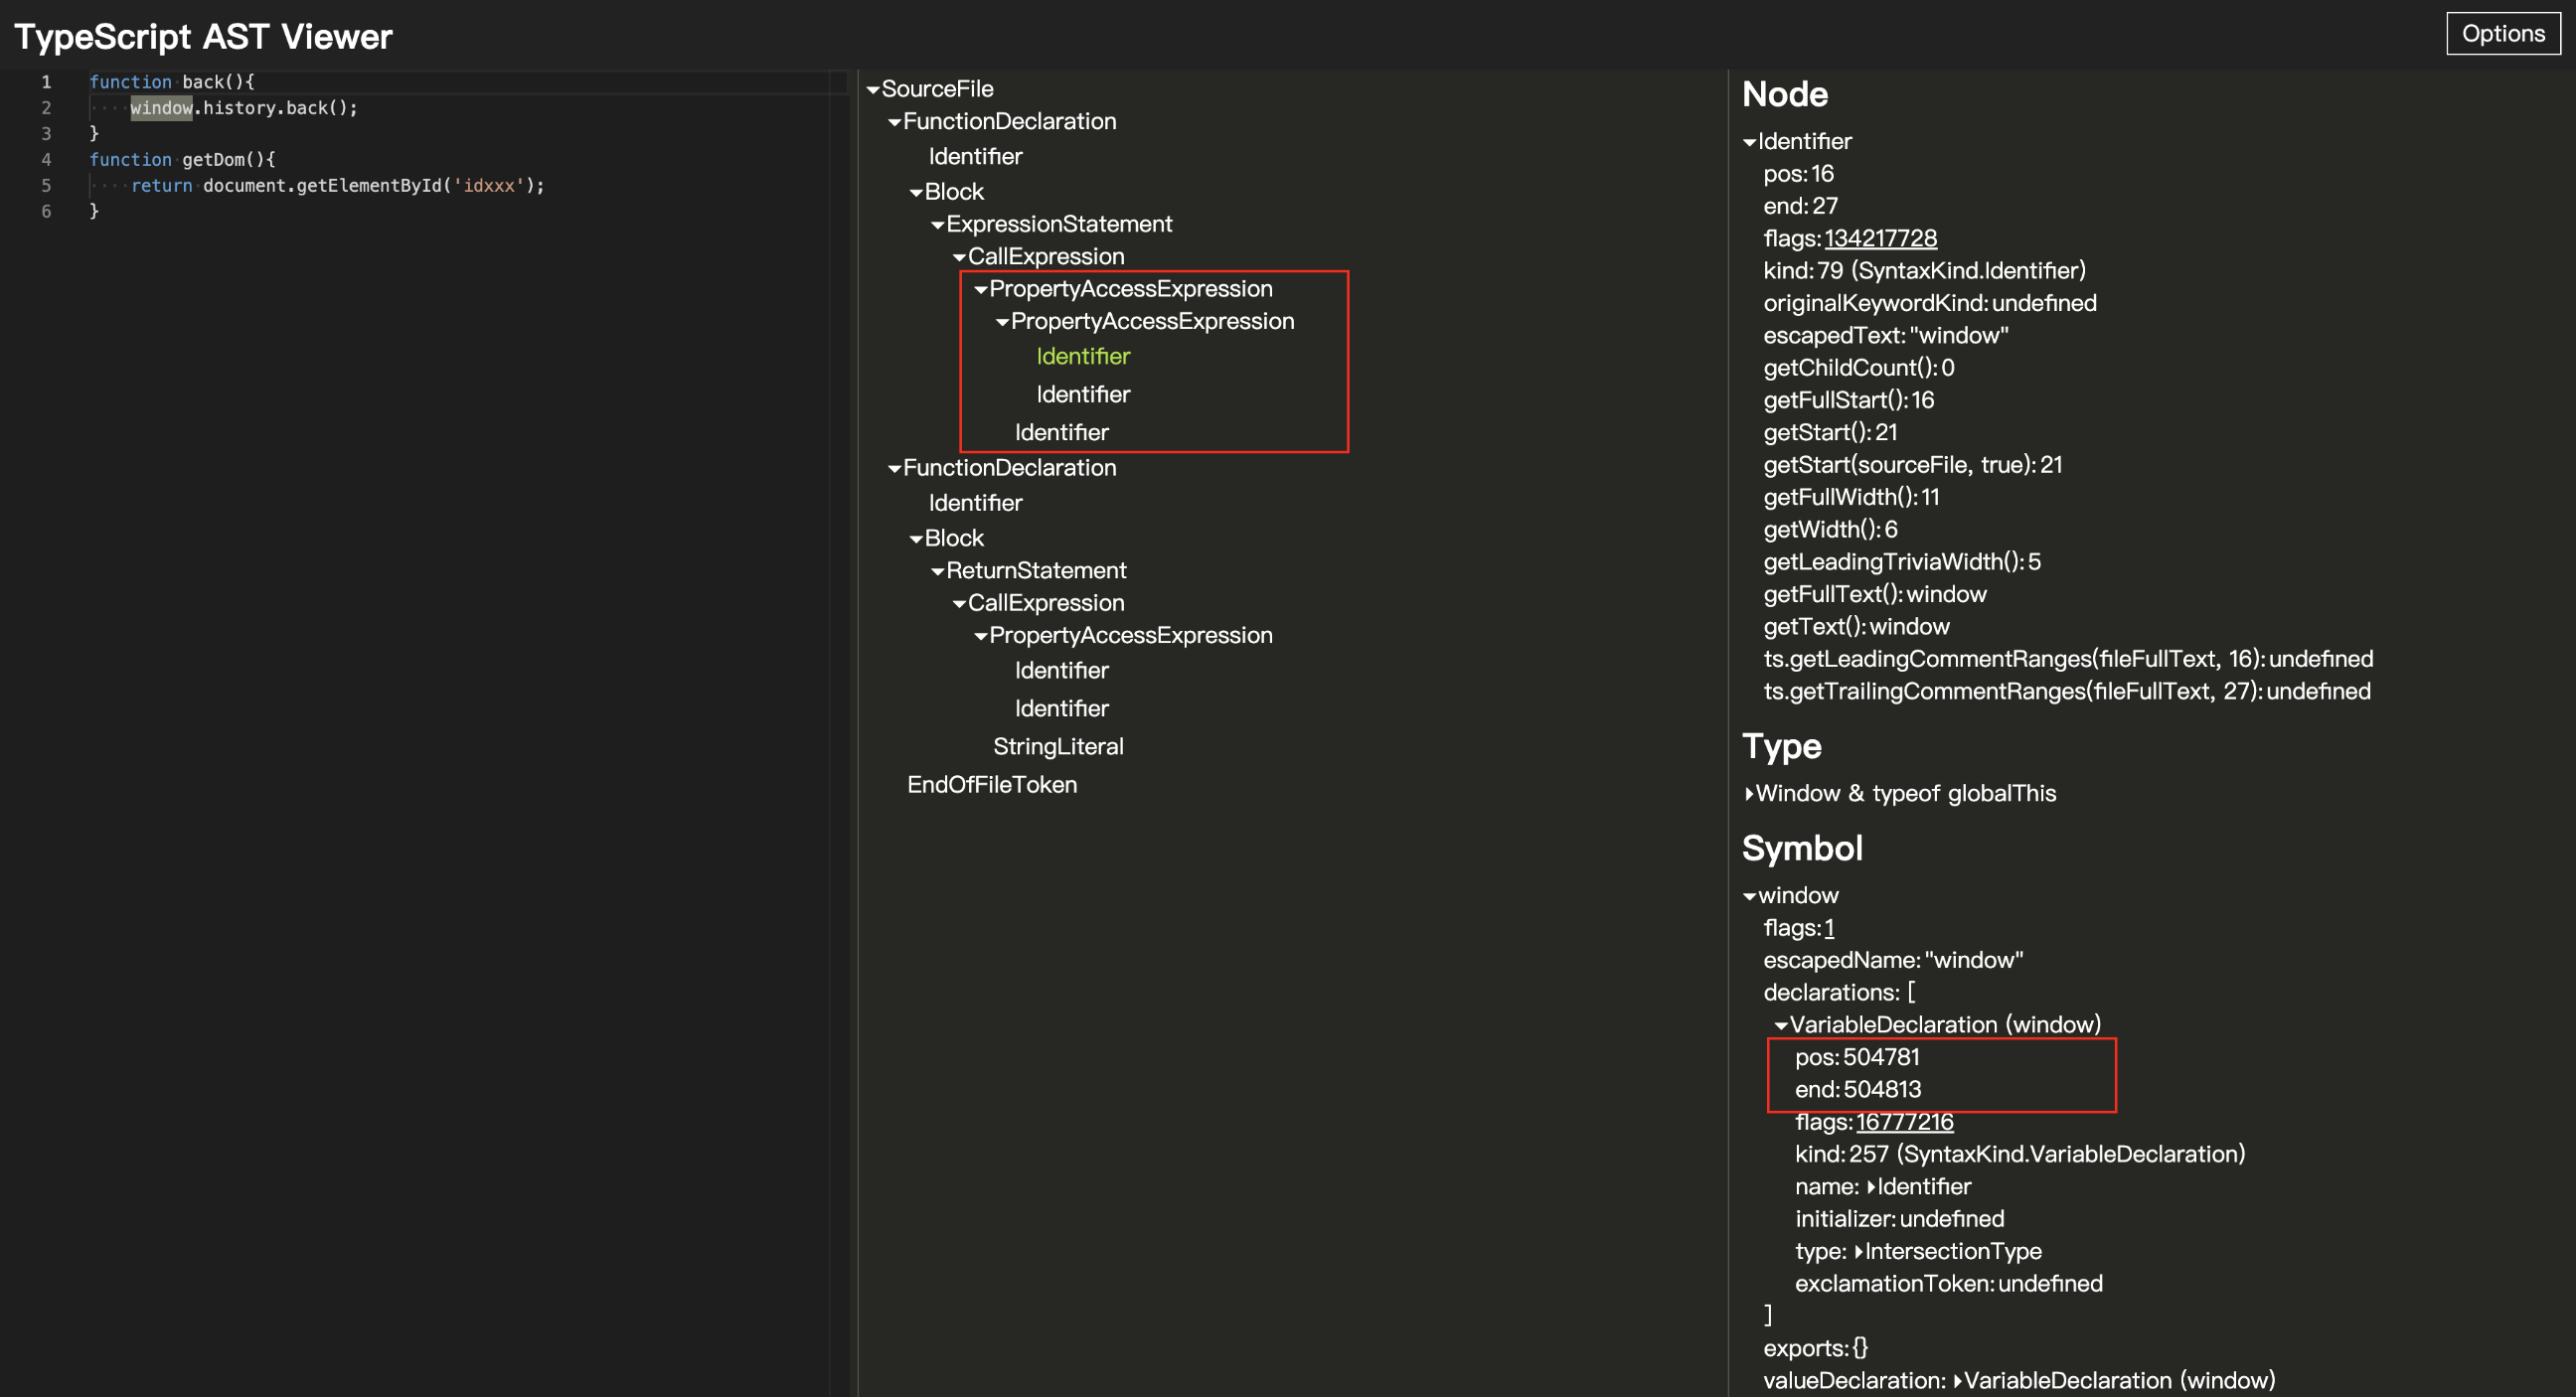 TypeScript AST Viewer
Options
1 function back(){
2 ····window.history.back();
3 }
4 function getDom(){
5 ····return document.getElementById('idxxx');
6 }
SourceFile
FunctionDeclaration
Identifier
Block
ExpressionStatement
CallExpression
PropertyAccessExpression
PropertyAccessExpression
Identifier
Identifier
Identifier
FunctionDeclaration
Identifier
Block
ReturnStatement
CallExpression
PropertyAccessExpression
Identifier
Identifier
StringLiteral
EndOfFileToken
Node
Identifier
pos: 16
end: 27
flags: 134217728
kind: 79 (SyntaxKind.Identifier)
originalKeywordKind: undefined
escapedText: "window"
getChildCount(): 0
getFullStart(): 16
getStart(): 21
getStart(sourceFile, true): 21
getFullWidth(): 11
getWidth(): 6
getLeadingTriviaWidth(): 5
getFullText(): window
getText(): window
ts.getLeadingCommentRanges(fileFullText, 16): undefined
ts.getTrailingCommentRanges(fileFullText, 27): undefined
Type
Window & typeof globalThis
Symbol
window
flags: 1
escapedName: "window"
declarations: [
VariableDeclaration (window)
pos: 504781
end: 504813
flags: 16777216
kind: 257 (SyntaxKind.VariableDeclaration)
name: Identifier
initializer: undefined
type: IntersectionType
exclamationToken: undefined
]
exports: {}
valueDeclaration: VariableDeclaration (window)